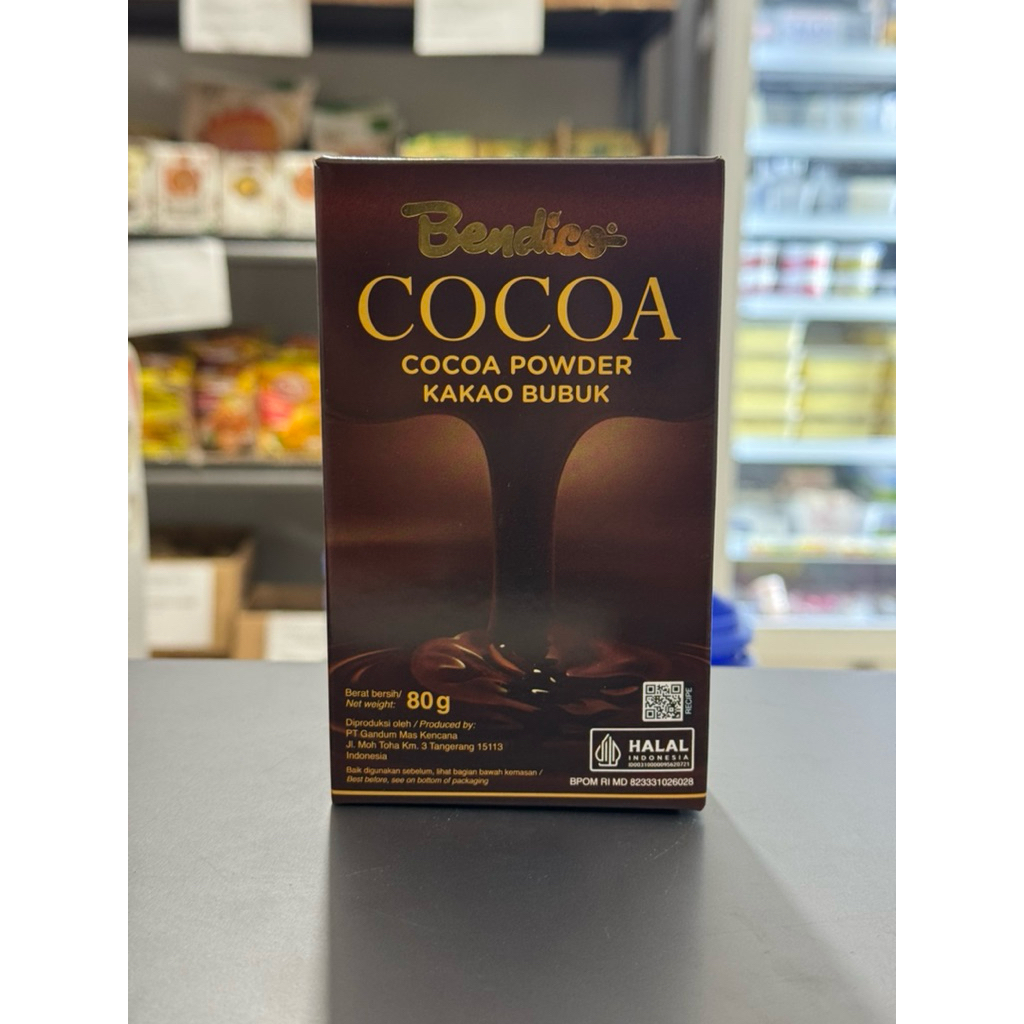 Bendico
COCOA
COCOA POWDER
KAKAO BUBUK
Berat bersih/
Net weight: 80 g
Diproduksi oleh / Produced by:
PT Gandum Mas Kencana
Jl. Moh Toha Km. 3 Tangerang 15113
Indonesia
Baik digunakan sebelum, lihat bagian bawah kemasan /
Best before, see on bottom of packaging
RECIPE
HALAL
INDONESIA
ID00310000095620721
BPOM RI MD 823331026028